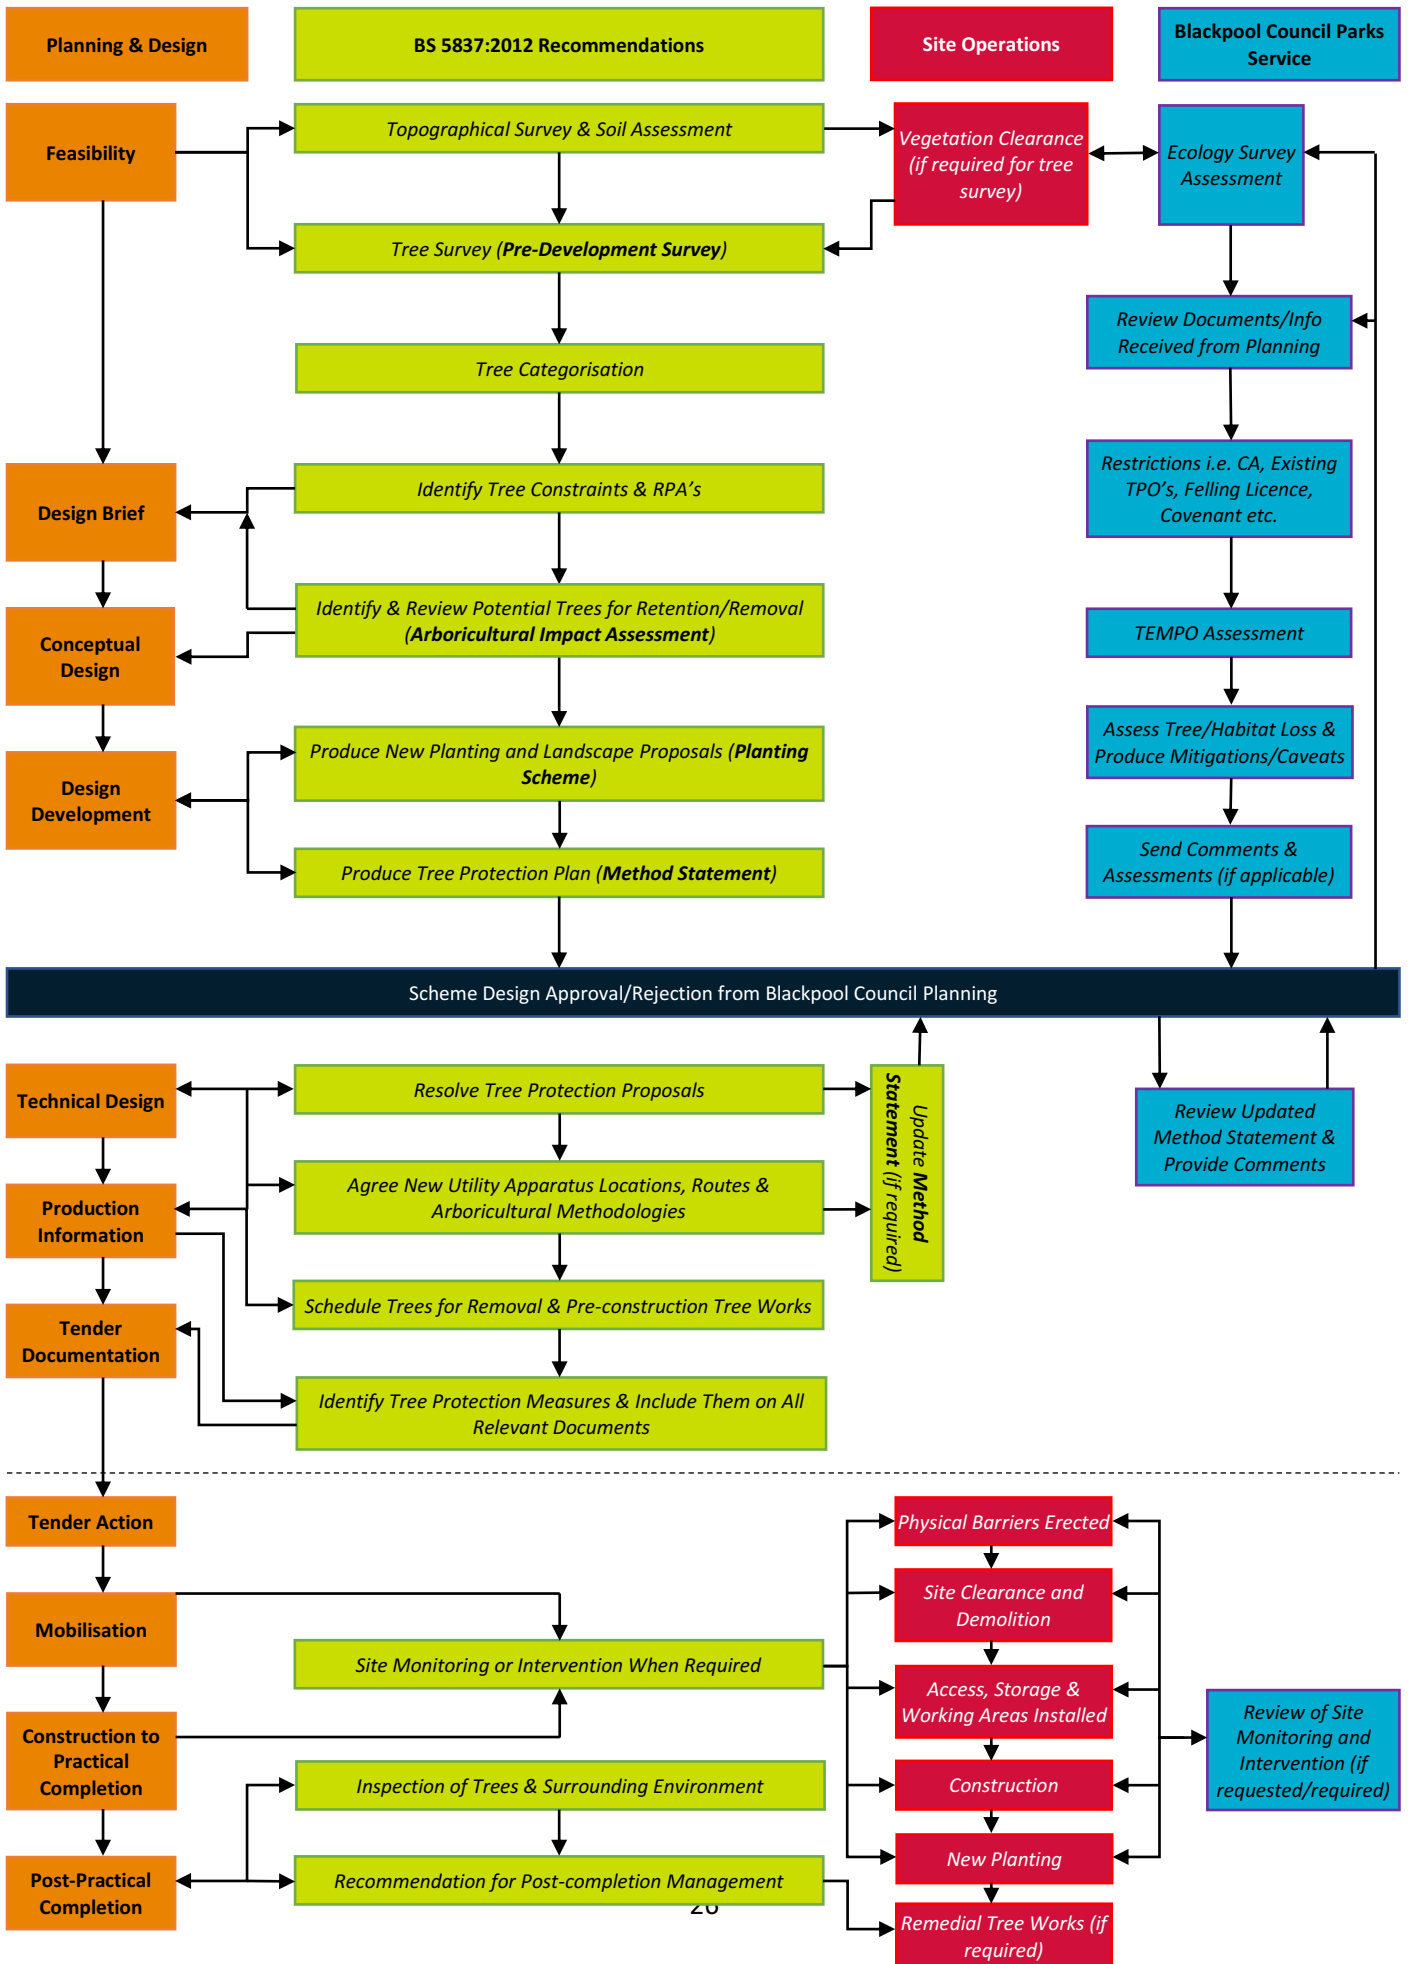 Planning & Design
BS 5837:2012 Recommendations
Site Operations
Blackpool Council Parks
Service
Feasibility
Topographical Survey & Soil Assessment
Vegetation Clearance
(if required for tree
survey)
Ecology Survey
Assessment
Tree Survey (Pre-Development Survey)
Review Documents/Info
Received from Planning
Tree Categorisation
Design Brief
Identify Tree Constraints & RPA's
Restrictions i.e. CA, Existing
TPO's, Felling Licence,
Covenant etc.
Conceptual
Design
Identify & Review Potential Trees for Retention/Removal
(Arboricultural Impact Assessment)
TEMPO Assessment
Design
Development
Produce New Planting and Landscape Proposals (Planting
Scheme)
Assess Tree/Habitat Loss &
Produce Mitigations/Caveats
Produce Tree Protection Plan (Method Statement)
Send Comments &
Assessments (if applicable)
Scheme Design Approval/Rejection from Blackpool Council Planning
Technical Design
Resolve Tree Protection Proposals
Update Method
Statement (if required)
Review Updated
Method Statement &
Provide Comments
Production
Information
Agree New Utility Apparatus Locations, Routes &
Arboricultural Methodologies
Tender
Documentation
Schedule Trees for Removal & Pre-construction Tree Works
Identify Tree Protection Measures & Include Them on All
Relevant Documents
Tender Action
Physical Barriers Erected
Mobilisation
Site Clearance and
Demolition
Site Monitoring or Intervention When Required
Access, Storage &
Working Areas Installed
Review of Site
Monitoring and
Intervention (if
requested/required)
Construction to
Practical
Completion
Inspection of Trees & Surrounding Environment
Construction
New Planting
Post-Practical
Completion
Recommendation for Post-completion Management
26
Remedial Tree Works (if
required)